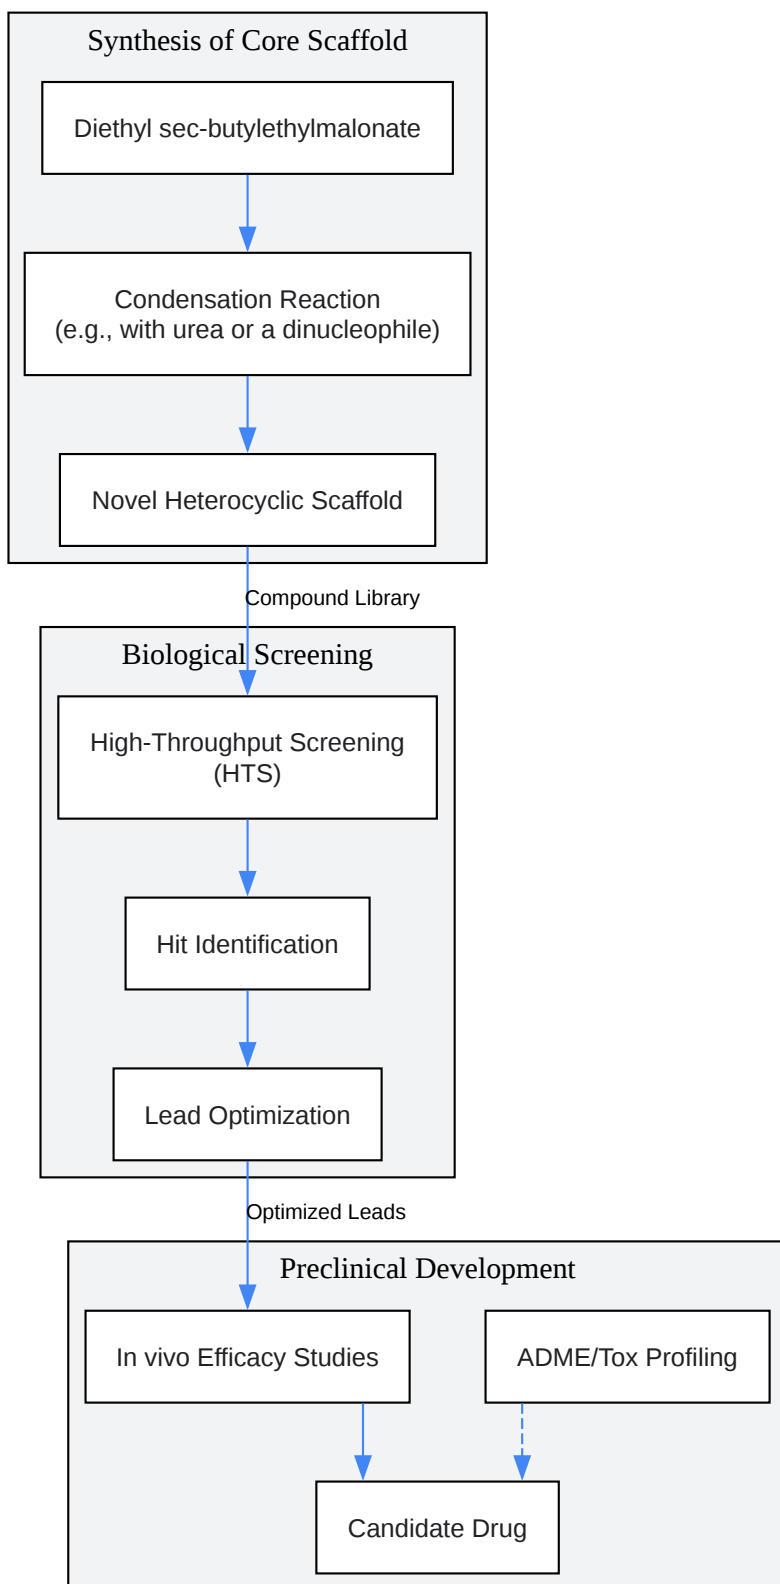 Synthesis of Core Scaffold
Diethyl sec-butylethylmalonate
Condensation Reaction
(e.g., with urea or a dinucleophile)
Novel Heterocyclic Scaffold
Compound Library
Biological Screening
High-Throughput Screening
(HTS)
Hit Identification
Lead Optimization
Optimized Leads
Preclinical Development
In vivo Efficacy Studies
ADME/Tox Profiling
Candidate Drug